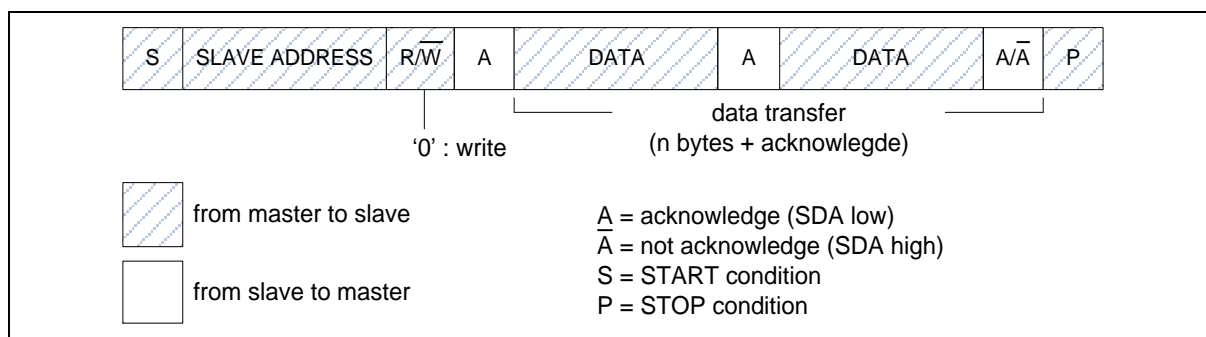 S SLAVE ADDRESS R/W̅ A DATA A DATA A/A̅ P
data transfer
(n bytes + acknowlegde)
‘0’ : write
from master to slave
from slave to master
A = acknowledge (SDA low)
A̅ = not acknowledge (SDA high)
S = START condition
P = STOP condition